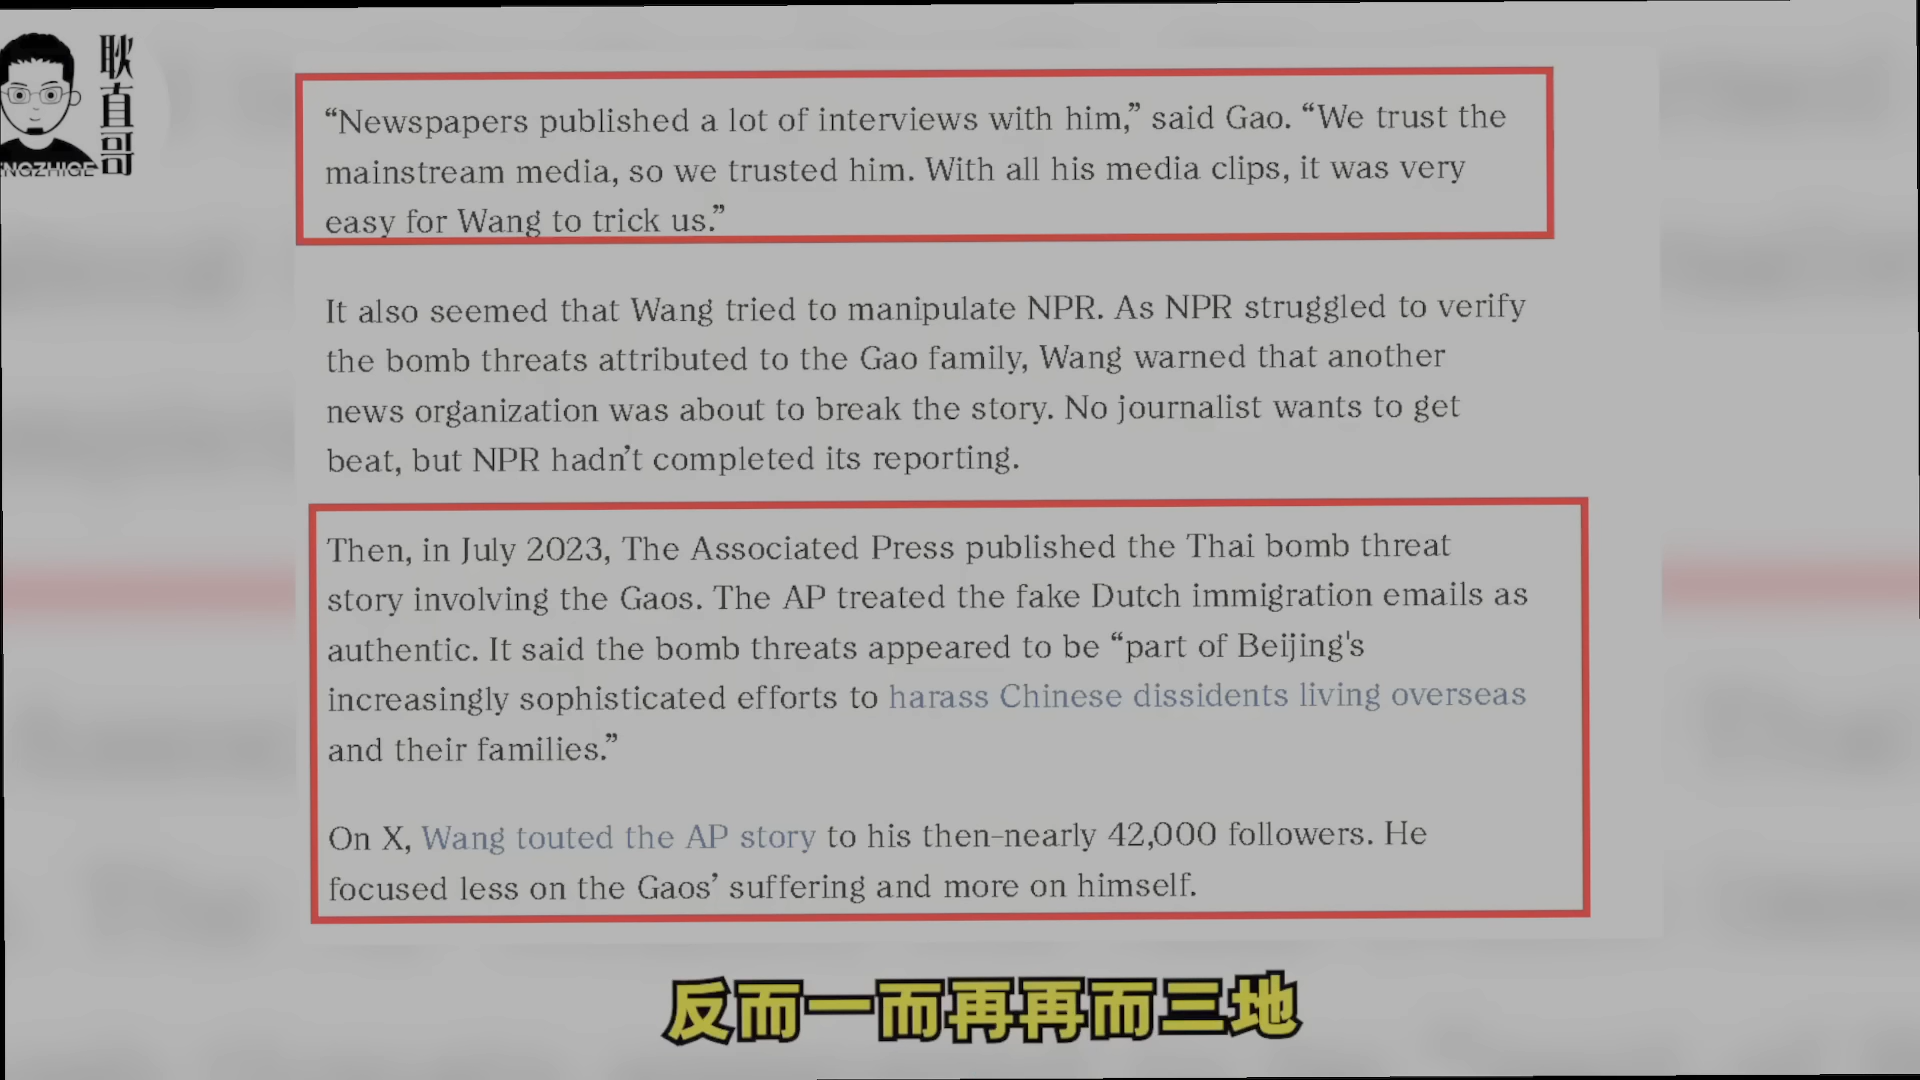 耿直哥
NGZHIGE
“Newspapers published a lot of interviews with him,” said Gao. “We trust the
mainstream media, so we trusted him. With all his media clips, it was very
easy for Wang to trick us.”
It also seemed that Wang tried to manipulate NPR. As NPR struggled to verify
the bomb threats attributed to the Gao family, Wang warned that another
news organization was about to break the story. No journalist wants to get
beat, but NPR hadn’t completed its reporting.
Then, in July 2023, The Associated Press published the Thai bomb threat
story involving the Gaos. The AP treated the fake Dutch immigration emails as
authentic. It said the bomb threats appeared to be “part of Beijing's
increasingly sophisticated efforts to harass Chinese dissidents living overseas
and their families.”
On X, Wang touted the AP story to his then-nearly 42,000 followers. He
focused less on the Gaos’ suffering and more on himself.
反而一而再再而三地